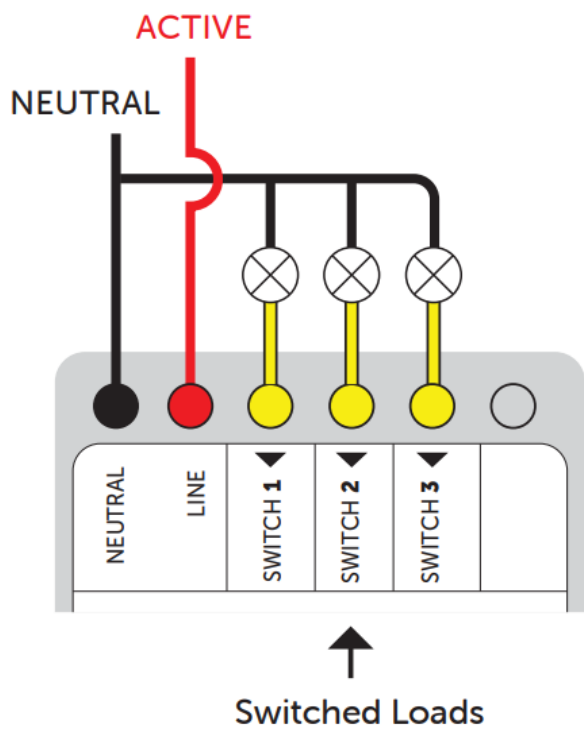 ACTIVE
NEUTRAL
NEUTRAL
LINE
SWITCH 1
SWITCH 2
SWITCH 3
Switched Loads